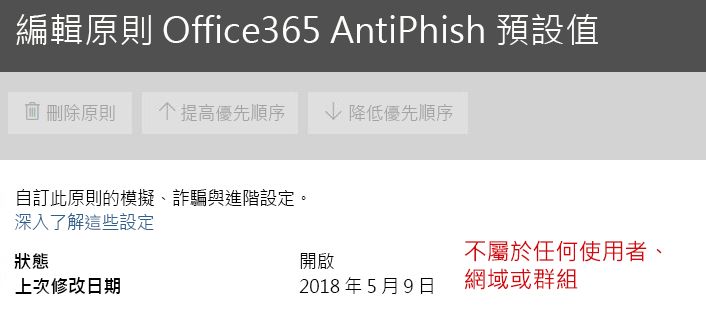 編輯原則 Office365 AntiPhish 預設值
刪除原則 提高優先順序 降低優先順序
自訂此原則的模擬、詐騙與進階設定。
深入了解這些設定
狀態 開啟
上次修改日期 2018 年 5 月 9 日
不屬於任何使用者、
網域或群組